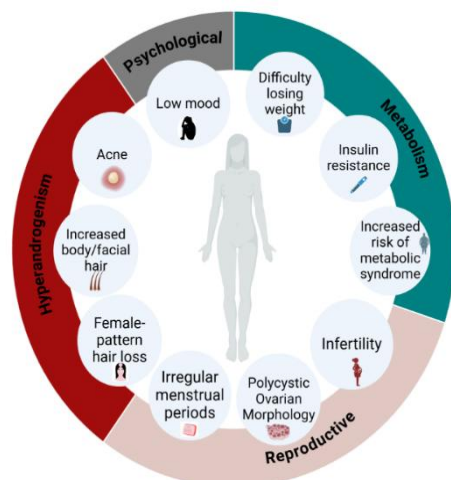 Psychological
Low mood
Metabolism
Difficulty
losing
weight
Insulin
resistance
Increased
risk of
metabolic
syndrome
Reproductive
Infertility
Polycystic
Ovarian
Morphology
Irregular
menstrual
periods
Hyperandrogenism
Female-
pattern
hair loss
Increased
body/facial
hair
Acne